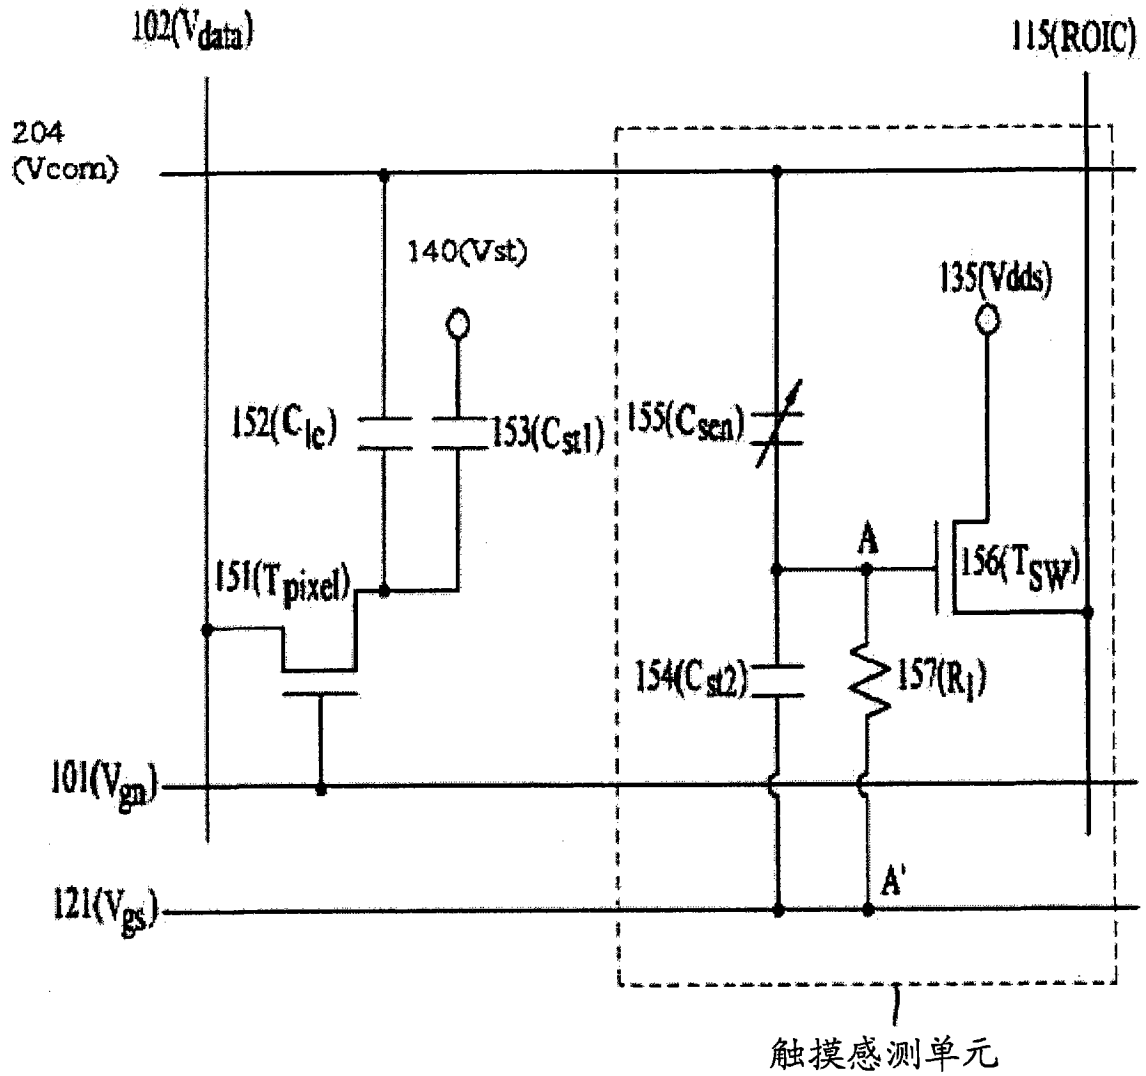 102(Vdata)
115(ROIC)
204
(Vcom)
140(Vst)
135(Vdds)
152(Clc)
153(Cst1)
155(Csen)
A
151(Tpixel)
156(TSW)
154(Cst2)
157(R1)
101(Vgn)
A'
121(Vgs)
触摸感测单元